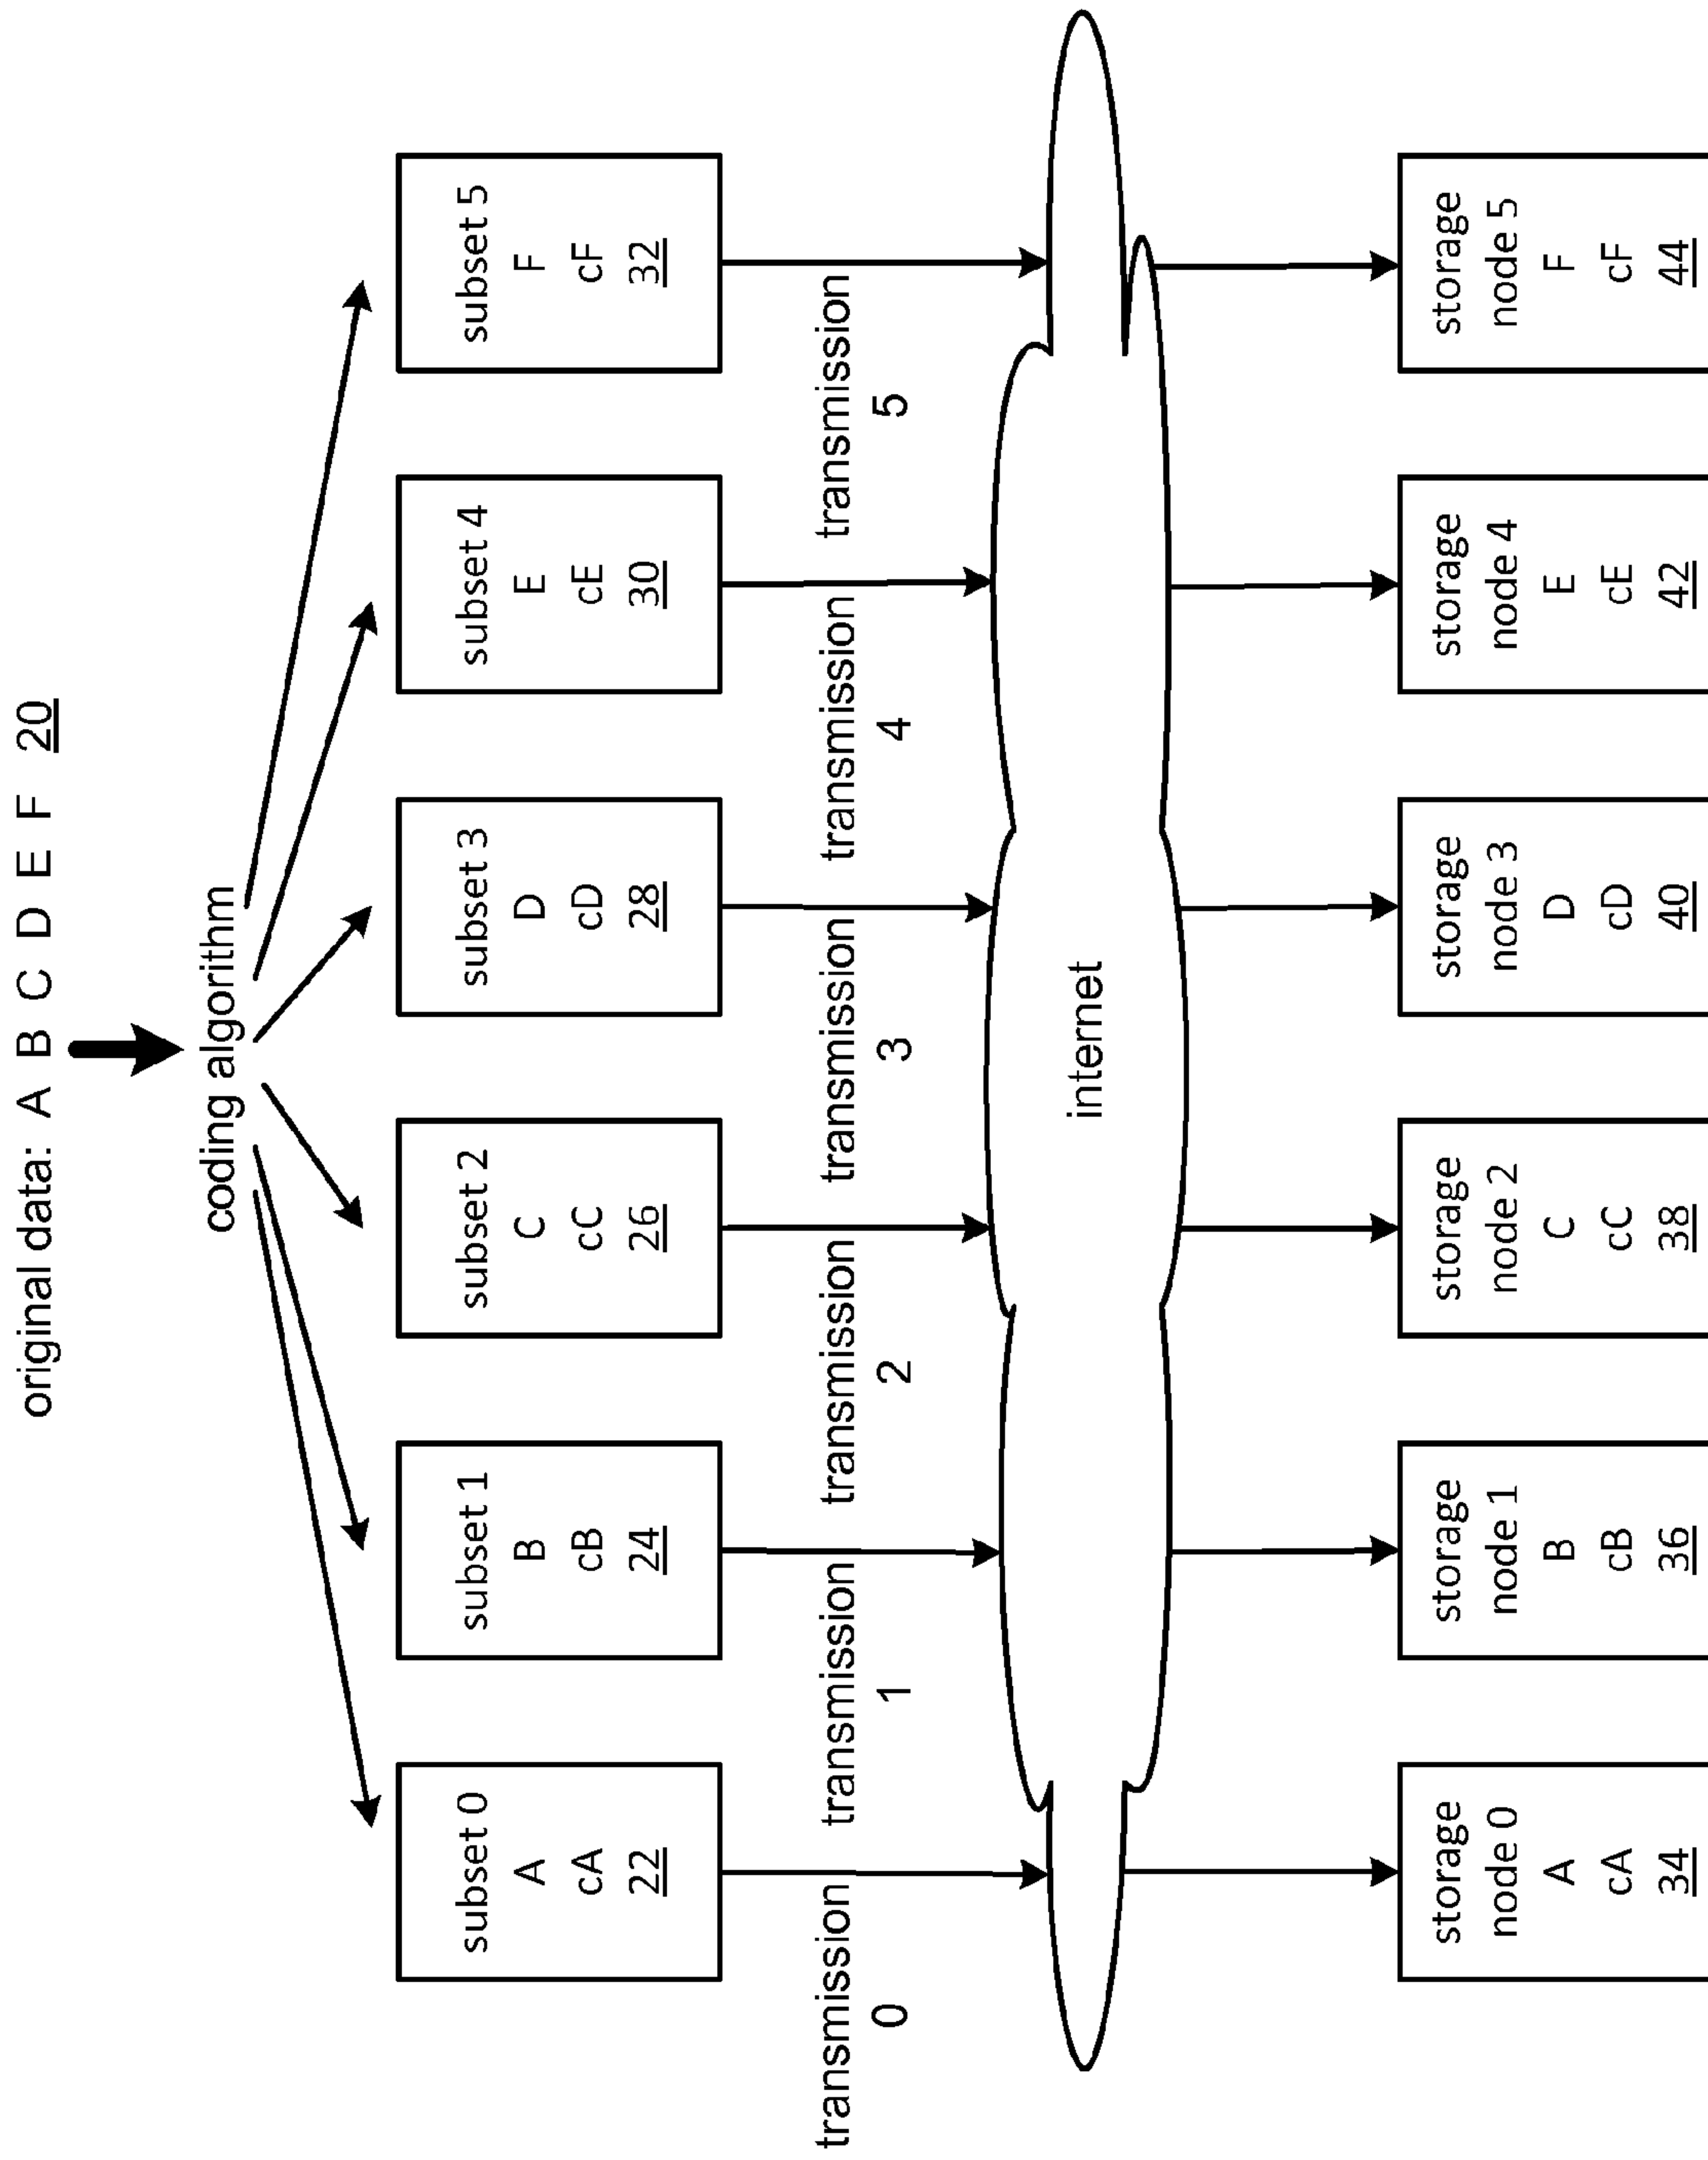 original data: A B C D E F 20
coding algorithm
subset 0
A
cA
22
subset 1
B
cB
24
subset 2
C
cC
26
subset 3
D
cD
28
subset 4
E
cE
30
subset 5
F
cF
32
transmission
0
transmission
1
transmission
2
transmission
3
transmission
4
transmission
5
internet
storage
node 0
A
cA
34
storage
node 1
B
cB
36
storage
node 2
C
cC
38
storage
node 3
D
cD
40
storage
node 4
E
cE
42
storage
node 5
F
cF
44